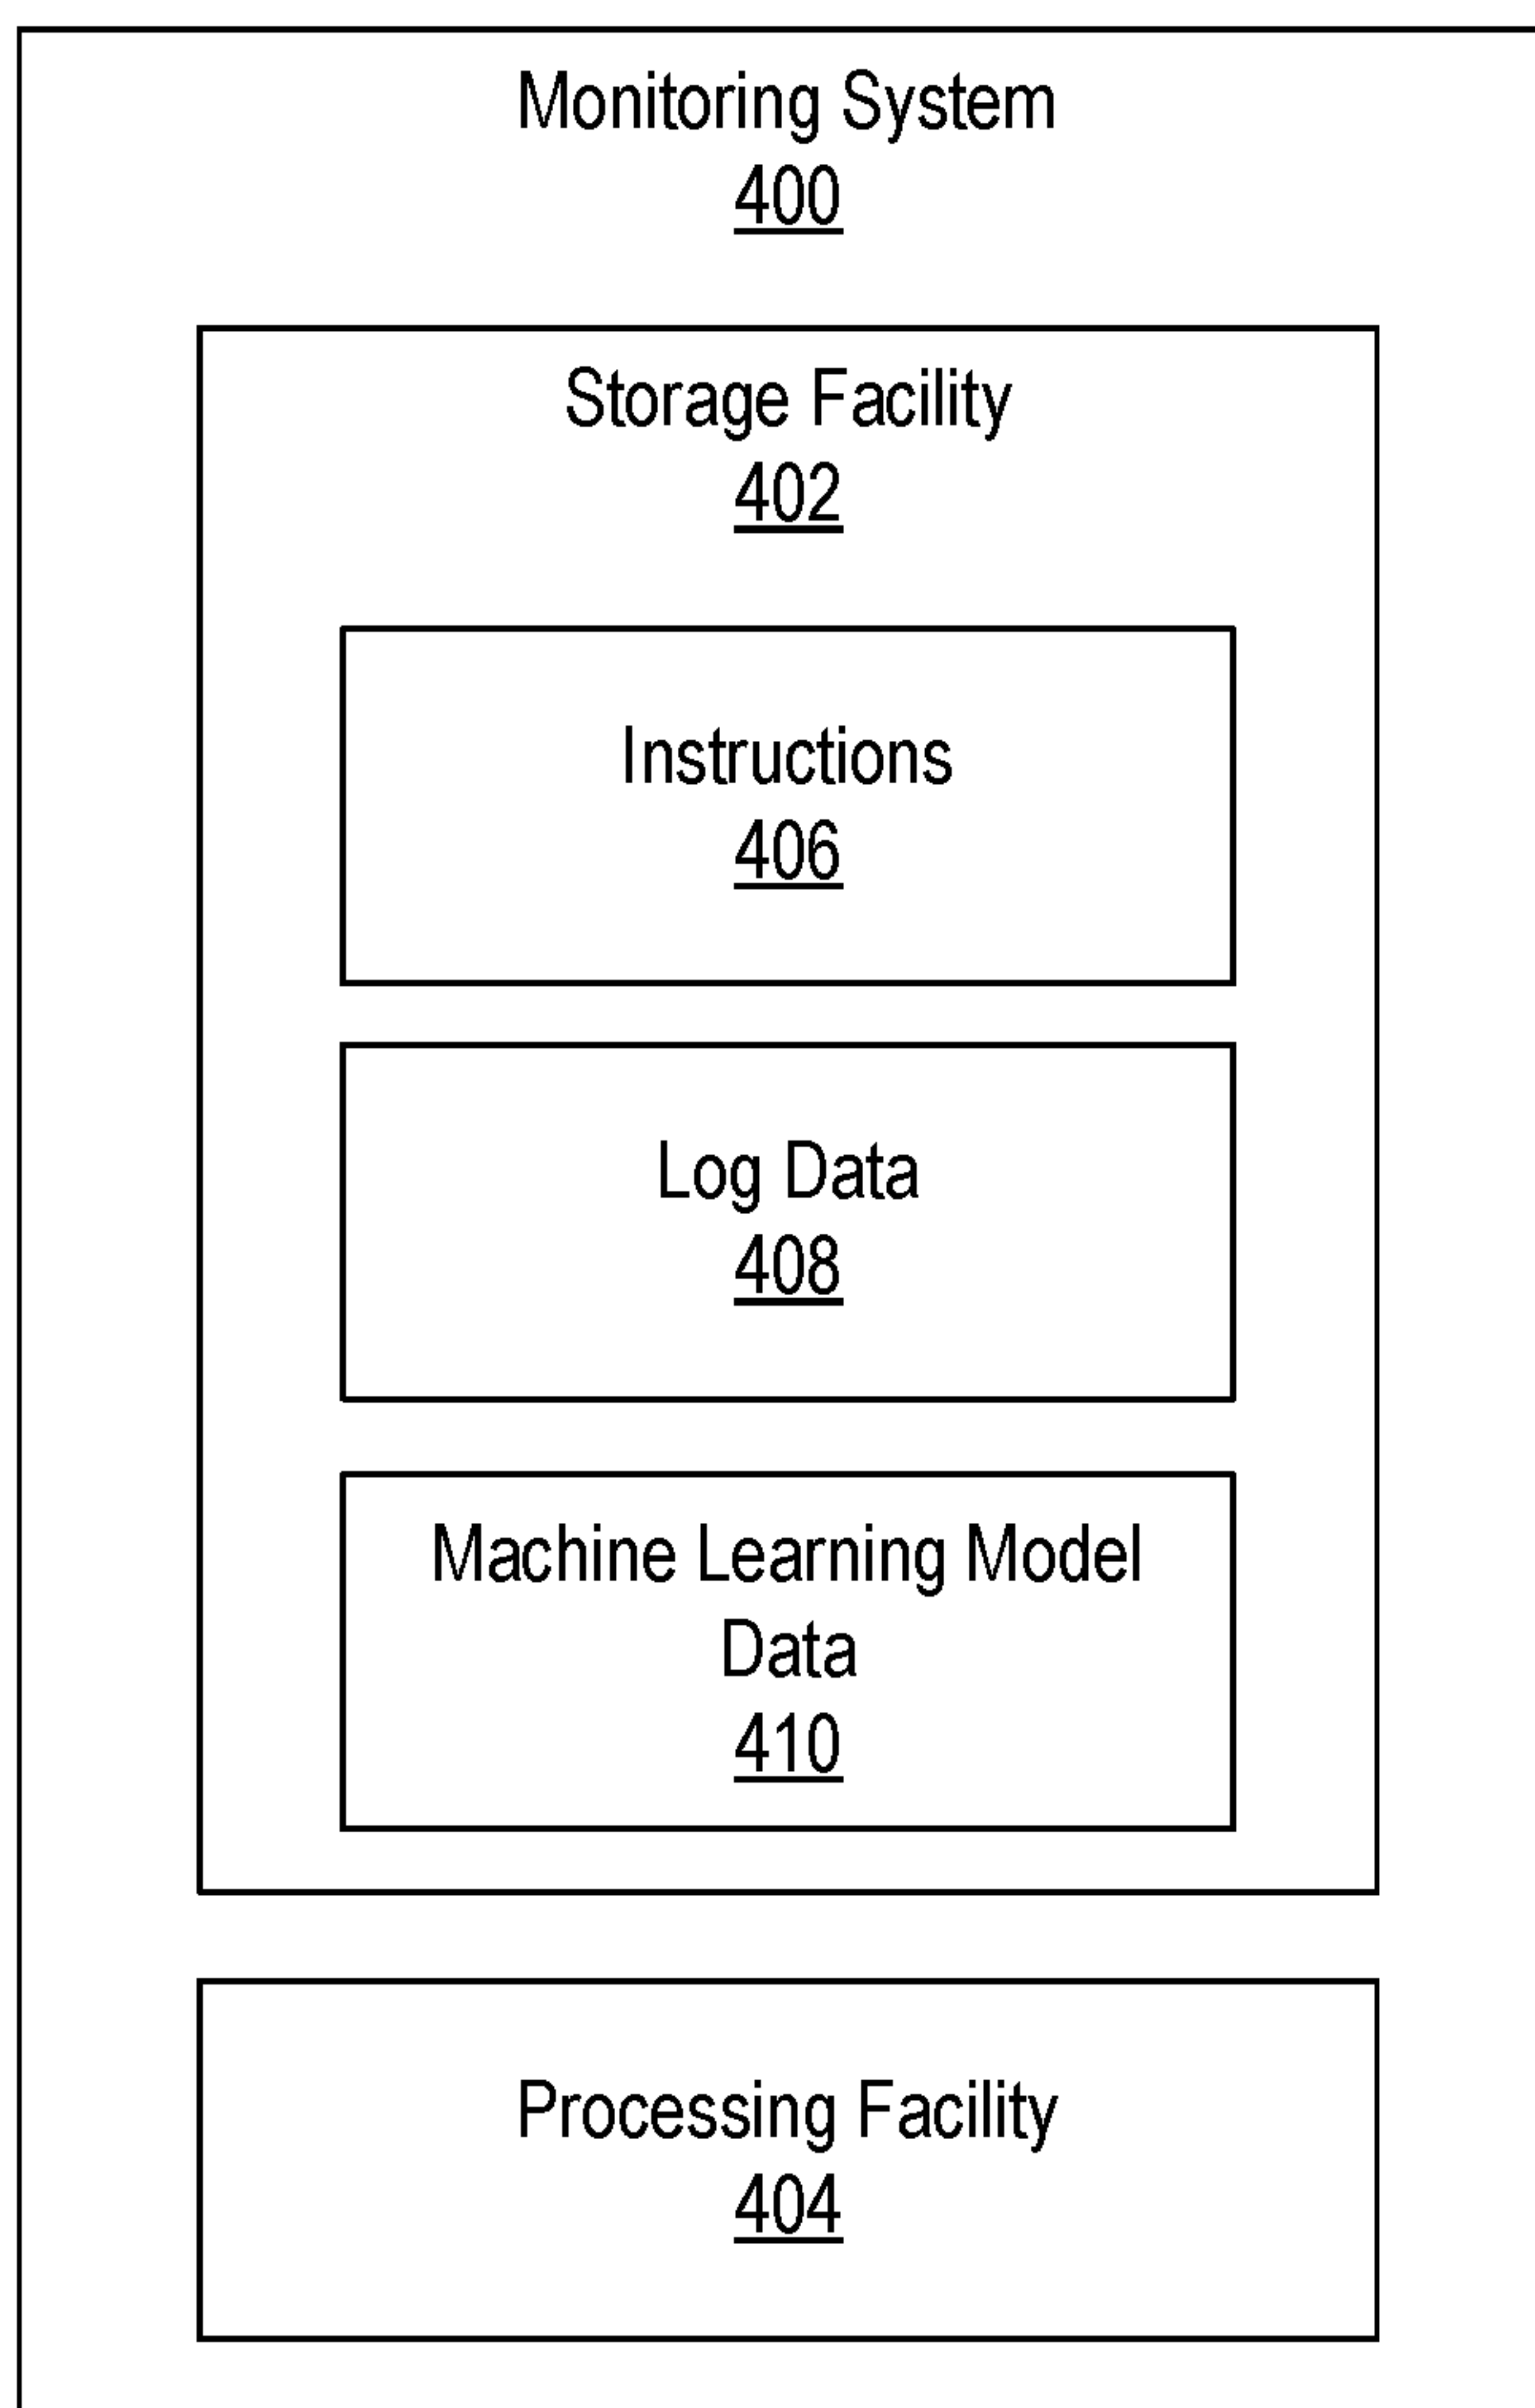 Monitoring System
400
Storage Facility
402
Instructions
406
Log Data
408
Machine Learning Model
Data
410
Processing Facility
404